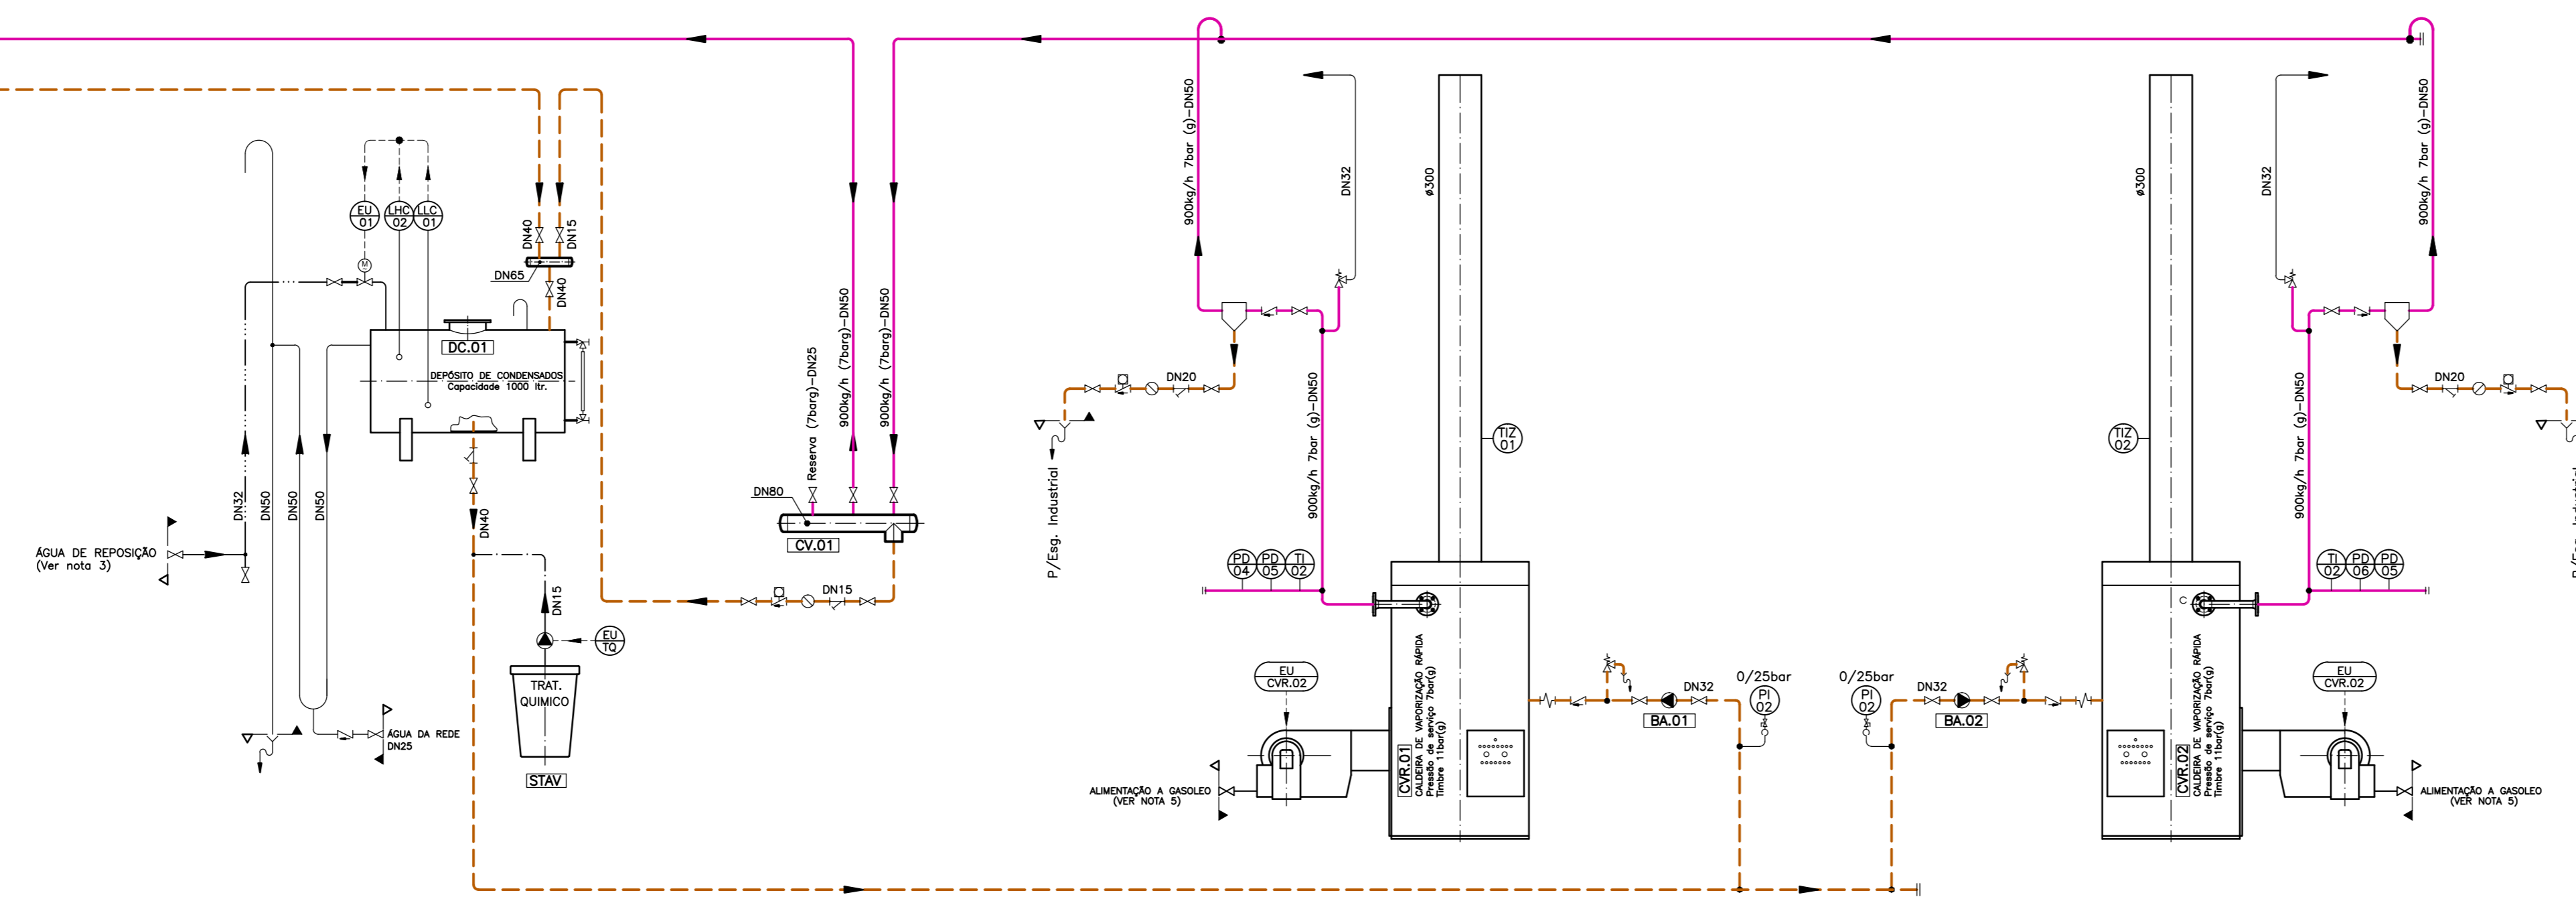 900kg/h 7bar (g)-DN50
900kg/h 7bar (g)-DN50
DN32
ø300
ø300
DN32
EU
01
LHC
02
LLC
01
DN40
DN15
M
DN65
DN40
DC.01
DEPÓSITO DE CONDENSADOS
Capacidade 1000 ltr.
Reserva (7barg)-DN25
900kg/h (7barg)-DN50
900kg/h (7barg)-DN50
DN20
DN20
900kg/h 7bar (g)-DN50
900kg/h 7bar (g)-DN50
TIZ
01
TIZ
02
P/Esg. Industrial
DN32
DN50
DN50
DN50
DN40
DN80
CV.01
ÁGUA DE REPOSIÇÃO
(Ver nota 3)
PD
04
PD
05
TI
02
TI
02
PD
06
PD
05
DN15
DN15
EU
TQ
C
TRAT.
QUIMICO
STAV
ÁGUA DA REDE
DN25
EU
CVR.02
CVR.01
CALDEIRA DE VAPORIZAÇÃO RÁPIDA
Pressão de serviço 7bar(g)
Timbre 11bar(g)
DN32
BA.01
0/25bar
PI
02
0/25bar
PI
02
DN32
BA.02
CVR.02
CALDEIRA DE VAPORIZAÇÃO RÁPIDA
Pressão de serviço 7bar(g)
Timbre 11bar(g)
EU
CVR.02
ALIMENTAÇÃO A GASOLEO
(VER NOTA 5)
ALIMENTAÇÃO A GASOLEO
(VER NOTA 5)